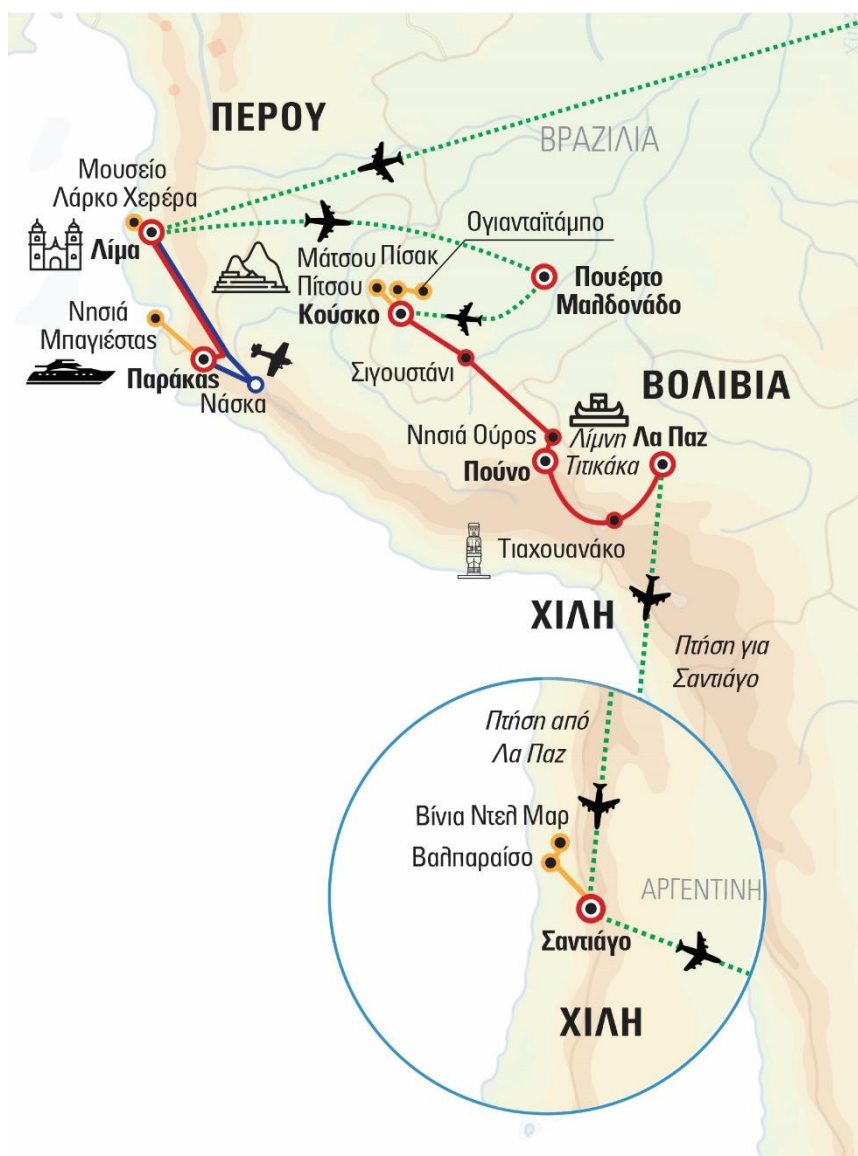 ΠΕΡΟΥ
ΒΡΑΖΙΛΙΑ
Μουσείο
Λάρκο Χερέρα
Λίμα
Ογιανταϊτάμπο
Μάτσου
Πίτσου
Πίσακ
Κούσκο
Πουέρτο
Μαλδονάδο
Νησιά
Μπαγιέστας
Παράκας
Νάσκα
Σιγουστάνι
ΒΟΛΙΒΙΑ
Νησιά Ούρος
Πούνο
Λίμνη
Τιτικάκα
Λα Παζ
Τιαχουανάκο
ΧΙΛΗ
Πτήση για
Σαντιάγο
Πτήση από
Λα Παζ
Βίνια Ντελ Μαρ
Βαλπαραίσο
ΑΡΓΕΝΤΙΝΗ
Σαντιάγο
ΧΙΛΗ